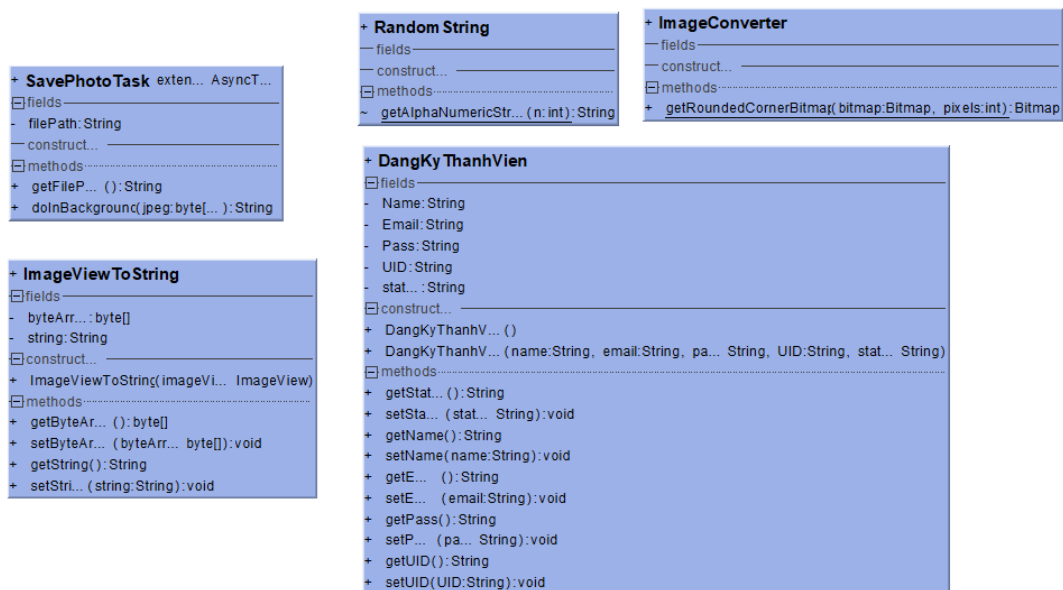 + SavePhotoTask exten... AsyncT...
fields
- filePath:String
construct...
methods
+ getFileP... ():String
+ doInBackground(jpeg:byte[... ):String
+ RandomString
fields
construct...
methods
~ getAlphaNumericStr... (n:int):String
+ ImageConverter
fields
construct...
methods
+ getRoundedCornerBitmap(bitmap:Bitmap, pixels:int):Bitmap
+ ImageViewToString
fields
- byteArr... : byte[]
- string:String
construct...
+ ImageViewToString(imageVi... ImageView)
methods
+ getByteAr... (): byte[]
+ setByteAr... (byteArr... byte[]):void
+ getString():String
+ setStri... (string:String):void
+ DangKyThanhVien
fields
- Name:String
- Email:String
- Pass:String
- UID:String
- stat... :String
construct...
+ DangKyThanhV... ()
+ DangKyThanhV... (name:String, email:String, pa... String, UID:String, stat... String)
methods
+ getStat... ():String
+ setSta... (stat... String):void
+ getName():String
+ setName(name:String):void
+ getE... ():String
+ setE... (email:String):void
+ getPass():String
+ setP... (pa... String):void
+ getUID():String
+ setUID(UID:String):void